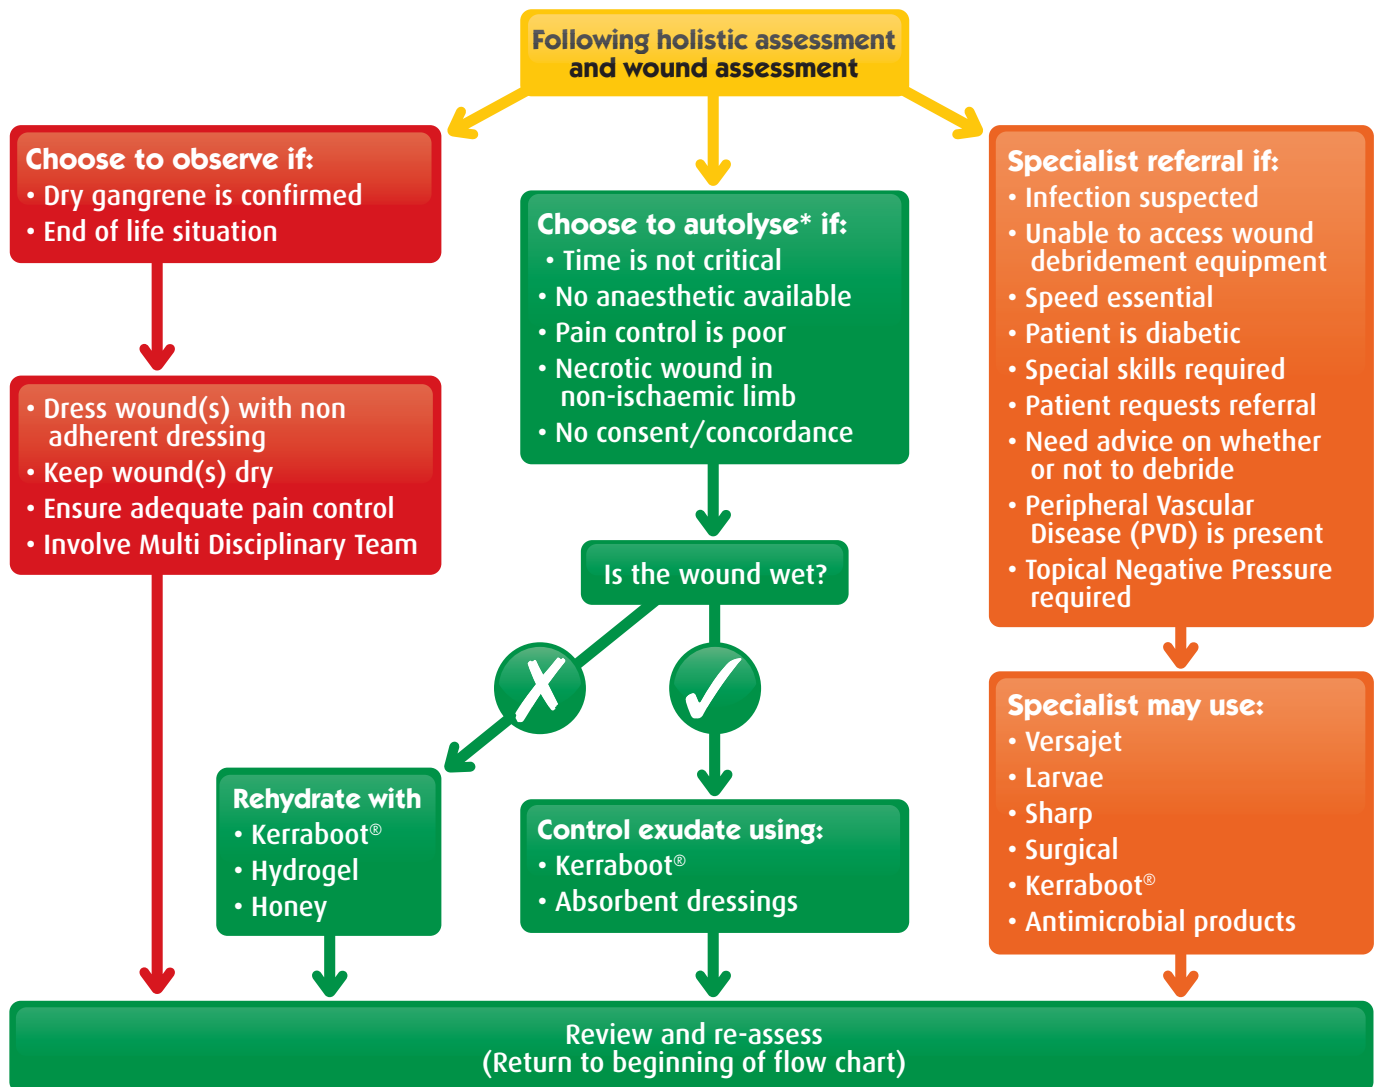 Following holistic assessment
and wound assessment
Choose to observe if:
• Dry gangrene is confirmed
• End of life situation
• Dress wound(s) with non
adherent dressing
• Keep wound(s) dry
• Ensure adequate pain control
• Involve Multi Disciplinary Team
Choose to autolyse* if:
• Time is not critical
• No anaesthetic available
• Pain control is poor
• Necrotic wound in
non-ischaemic limb
• No consent/concordance
Is the wound wet?
Rehydrate with
• Kerraboot®
• Hydrogel
• Honey
Control exudate using:
• Kerraboot®
• Absorbent dressings
Specialist referral if:
• Infection suspected
• Unable to access wound
debridement equipment
• Speed essential
• Patient is diabetic
• Special skills required
• Patient requests referral
• Need advice on whether
or not to debride
• Peripheral Vascular
Disease (PVD) is present
• Topical Negative Pressure
required
Specialist may use:
• Versajet
• Larvae
• Sharp
• Surgical
• Kerraboot®
• Antimicrobial products
Review and re-assess
(Return to beginning of flow chart)